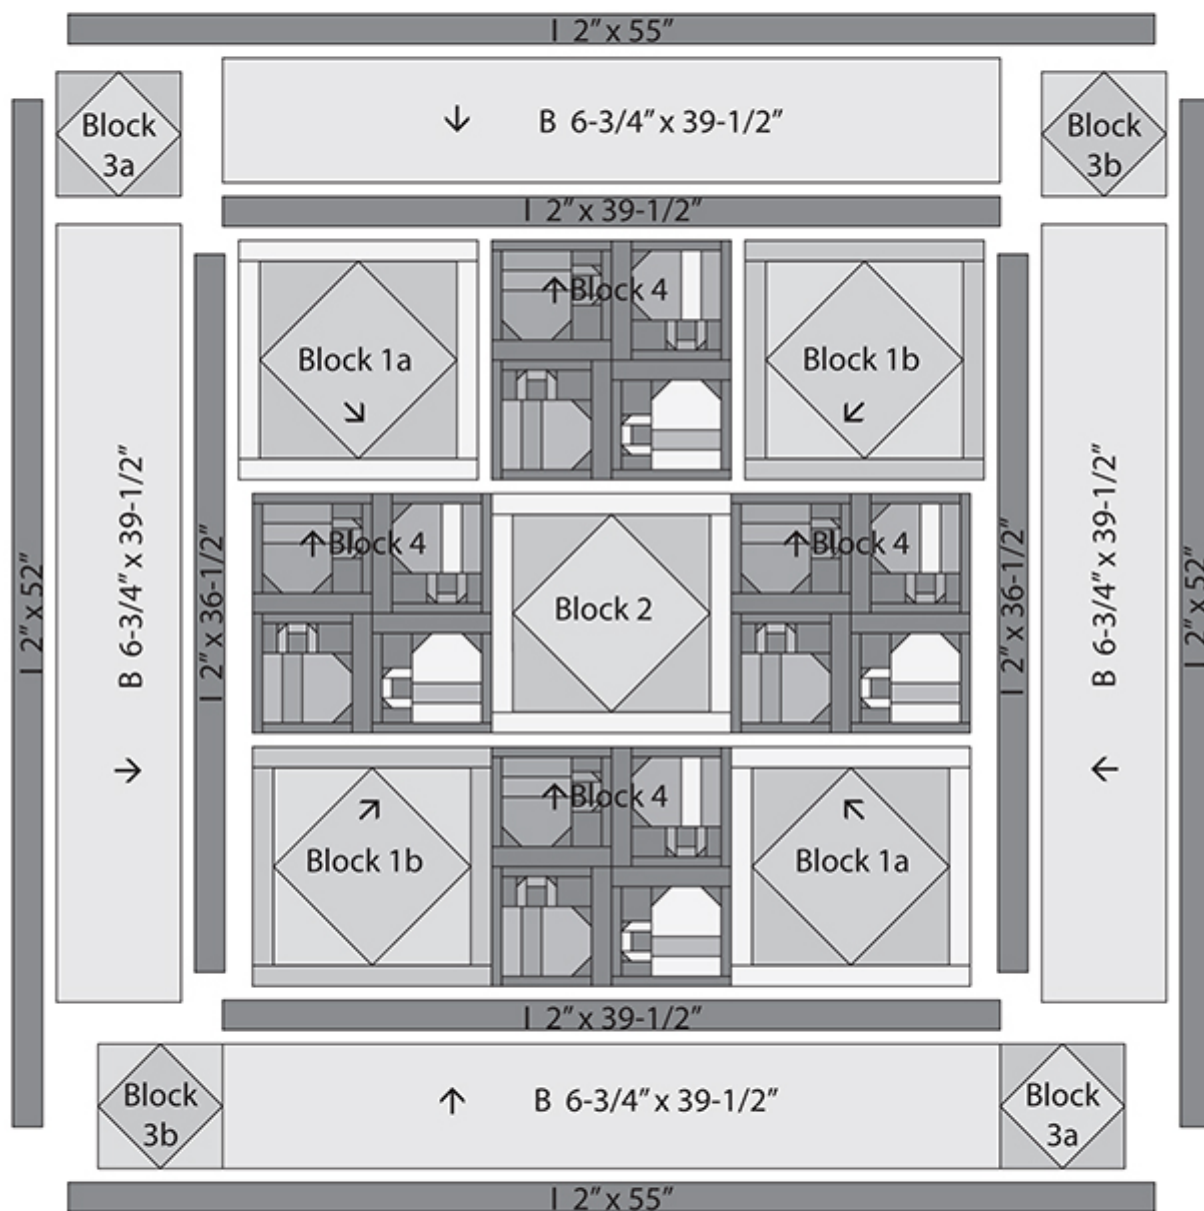 I 2” x 55”
B 6-3/4” x 39-1/2”
Block
3a
Block
3b
I 2” x 39-1/2”
Block 4
Block 1a
Block 1b
I 2” x 52”
B 6-3/4” x 39-1/2”
I 2” x 36-1/2”
Block 4
Block 2
Block 4
I 2” x 36-1/2”
B 6-3/4” x 39-1/2”
I 2” x 52”
Block 4
Block 1b
Block 1a
I 2” x 39-1/2”
Block
3b
B 6-3/4” x 39-1/2”
Block
3a
I 2” x 55”